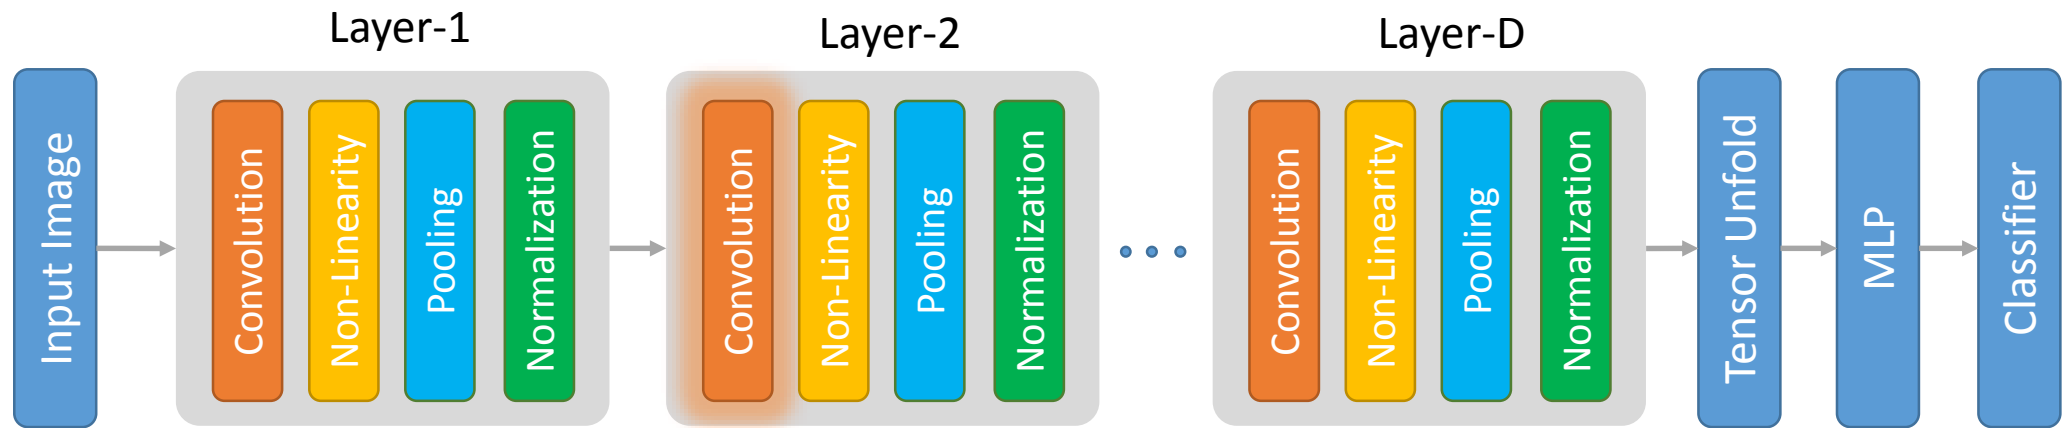 Input Image
Layer-1
Convolution
Non-Linearity
Pooling
Normalization
Layer-2
Convolution
Non-Linearity
Pooling
Normalization
Layer-D
Convolution
Non-Linearity
Pooling
Normalization
Tensor Unfold
MLP
Classifier